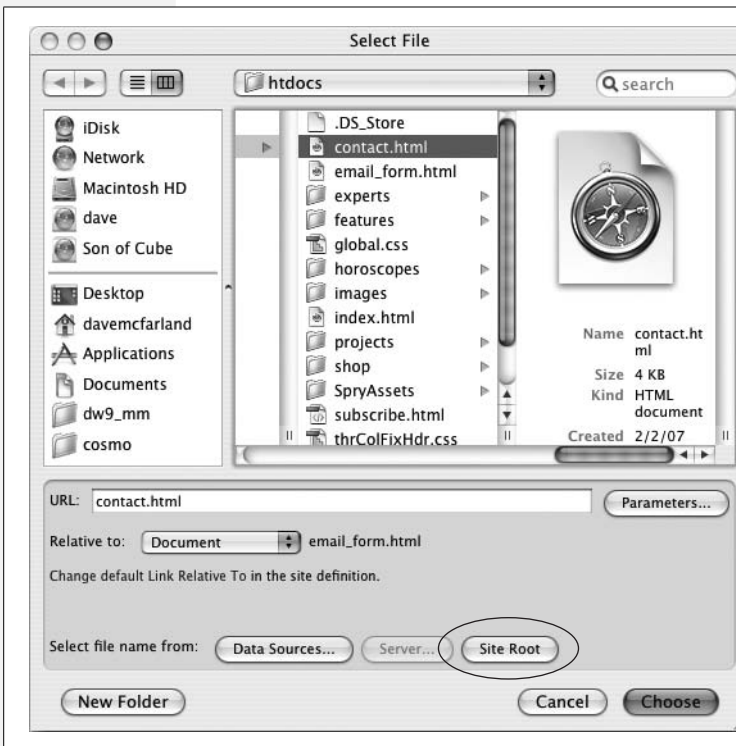 Select File
htdocs
search
iDisk
Network
Macintosh HD
dave
Son of Cube
Desktop
davemcfarland
Applications
Documents
dw9_mm
cosmo
.DS_Store
contact.html
email_form.html
experts
features
global.css
horoscopes
images
index.html
projects
shop
SpryAssets
subscribe.html
thrColFixHdr.css
Name contact.ht
ml
Size 4 KB
Kind HTML
document
Created 2/2/07
URL: contact.html
Parameters...
Relative to: Document email_form.html
Change default Link Relative To in the site definition.
Select file name from: Data Sources... Server... Site Root
New Folder Cancel Choose